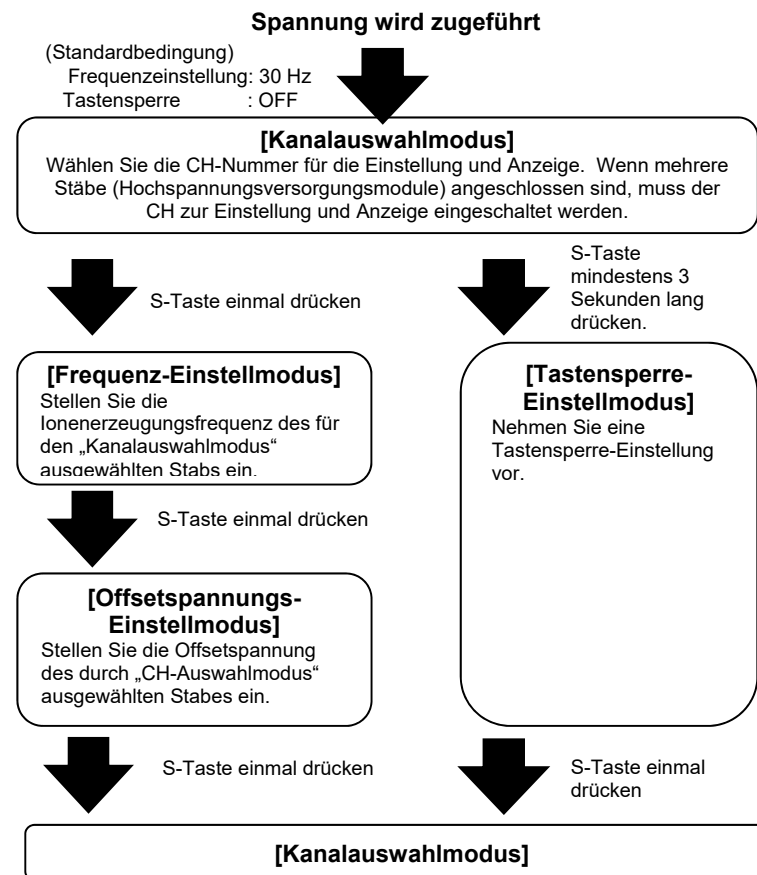 Spannung wird zugeführt
(Standardbedingung)
Frequenzeinstellung: 30 Hz
Tastensperre : OFF
[Kanalauswahlmodus]
Wählen Sie die CH-Nummer für die Einstellung und Anzeige. Wenn mehrere
Stäbe (Hochspannungsversorgungsmodule) angeschlossen sind, muss der
CH zur Einstellung und Anzeige eingeschaltet werden.
S-Taste einmal drücken
S-Taste
mindestens 3
Sekunden lang
drücken.
[Frequenz-Einstellmodus]
Stellen Sie die
Ionenerzeugungsfrequenz des für
den „Kanalauswahlmodus“
ausgewählten Stabs ein.
[Tastensperre-
Einstellmodus]
Nehmen Sie eine
Tastensperre-Einstellung
vor.
S-Taste einmal drücken
[Offsetspannungs-
Einstellmodus]
Stellen Sie die Offsetspannung
des durch „CH-Auswahlmodus“
ausgewählten Stabes ein.
S-Taste einmal drücken
S-Taste einmal
drücken
[Kanalauswahlmodus]